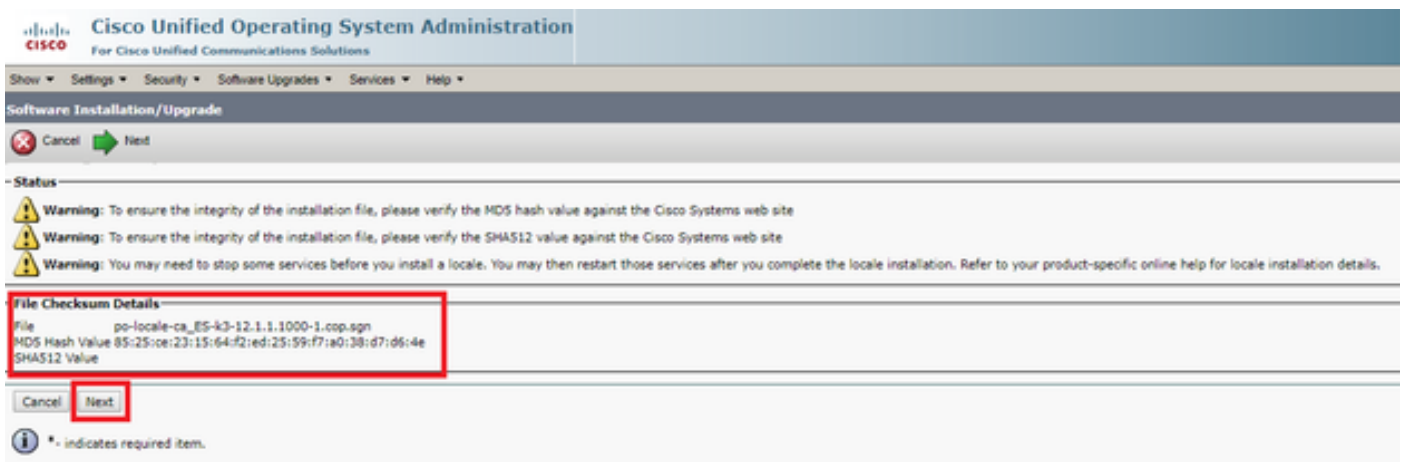 Cisco Unified Operating System Administration
CISCO
For Cisco Unified Communications Solutions
Show Settings Security Software Upgrades Services Help
Software Installation/Upgrade
Cancel Next
Status
Warning: To ensure the integrity of the installation file, please verify the MD5 hash value against the Cisco Systems web site
Warning: To ensure the integrity of the installation file, please verify the SHA512 value against the Cisco Systems web site
Warning: You may need to stop some services before you install a locale. You may then restart those services after you complete the locale installation. Refer to your product-specific online help for locale installation details.
File Checksum Details
File po-locale-ca_ES-k3-12.1.1.1000-1.cop.sgn
MD5 Hash Value 85:25:ce:23:15:64:f2:ed:25:59:f7:a0:38:d7:d6:4e
SHA512 Value
Cancel Next
*- indicates required item.